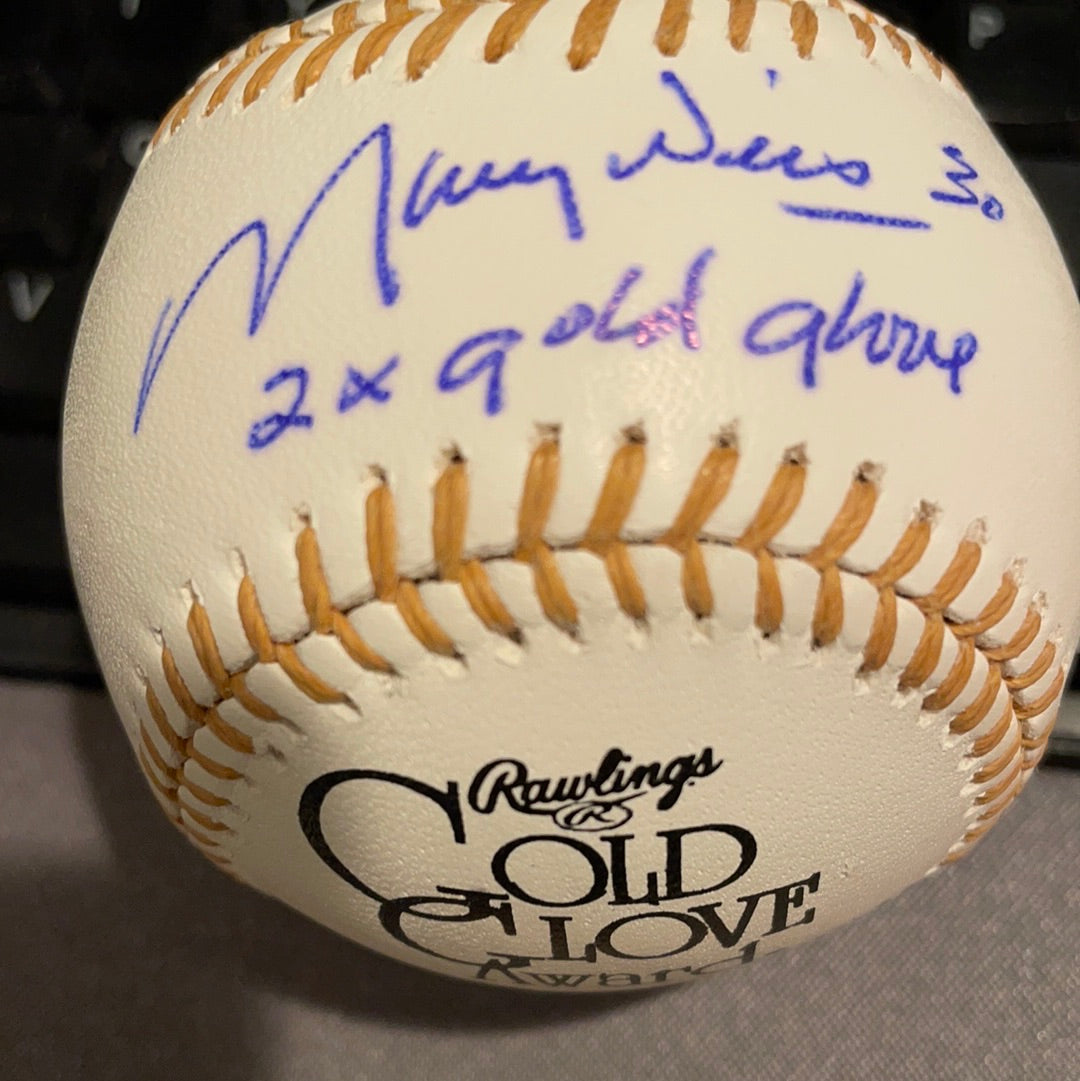 Maury Wills 30
2x gold glove
Rawlings
®
GOLD
GLOVE
Award
V
P